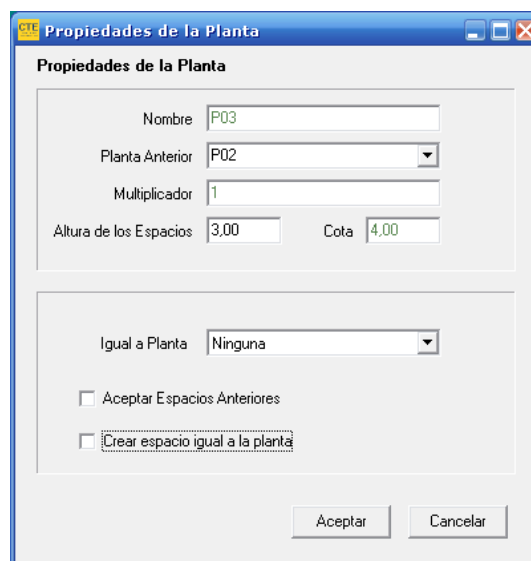 CTE Propiedades de la Planta
Propiedades de la Planta
Nombre P03
Planta Anterior P02
Multiplicador 1
Altura de los Espacios 3,00 Cota 4,00
Igual a Planta Ninguna
Aceptar Espacios Anteriores
Crear espacio igual a la planta
Aceptar Cancelar